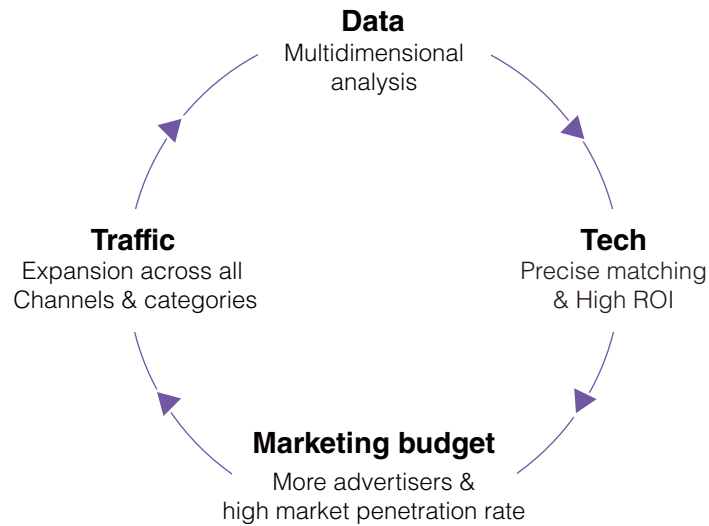 Data
Multidimensional
analysis
Tech
Precise matching
& High ROI
Marketing budget
More advertisers &
high market penetration rate
Traffic
Expansion across all
Channels & categories